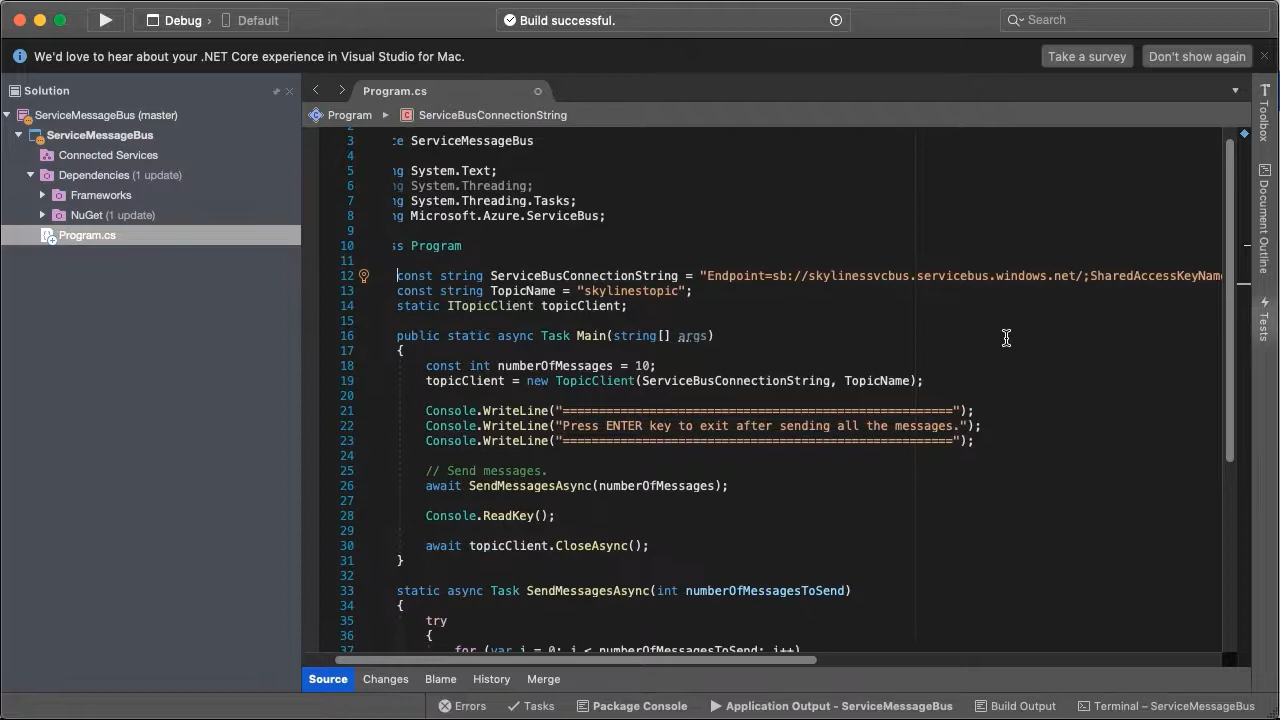 Debug › Default
Build successful.
Search
We'd love to hear about your .NET Core experience in Visual Studio for Mac.
Take a survey
Don't show again
Solution
ServiceMessageBus (master)
ServiceMessageBus
Connected Services
Dependencies (1 update)
Frameworks
NuGet (1 update)
Program.cs
Program.cs
Program ▸ ServiceBusConnectionString
3 ce ServiceMessageBus
4
5 ng System.Text;
6 ng System.Threading;
7 ng System.Threading.Tasks;
8 ng Microsoft.Azure.ServiceBus;
9
10 ss Program
11
12 const string ServiceBusConnectionString = "Endpoint=sb://skylinessvcbus.servicebus.windows.net/;SharedAccessKeyName
13 const string TopicName = "skylinestopic";
14 static ITopicClient topicClient;
15
16 public static async Task Main(string[] args)
17 {
18 const int numberOfMessages = 10;
19 topicClient = new TopicClient(ServiceBusConnectionString, TopicName);
20
21 Console.WriteLine("======================================================");
22 Console.WriteLine("Press ENTER key to exit after sending all the messages.");
23 Console.WriteLine("======================================================");
24
25 // Send messages.
26 await SendMessagesAsync(numberOfMessages);
27
28 Console.ReadKey();
29
30 await topicClient.CloseAsync();
31 }
32
33 static async Task SendMessagesAsync(int numberOfMessagesToSend)
34 {
35 try
36 {
37 for (var i = 0; i < numberOfMessagesToSend; i++)
Toolbox
Document Outline
Tests
Source Changes Blame History Merge
Errors Tasks Package Console Application Output - ServiceMessageBus Build Output Terminal – ServiceMessageBus